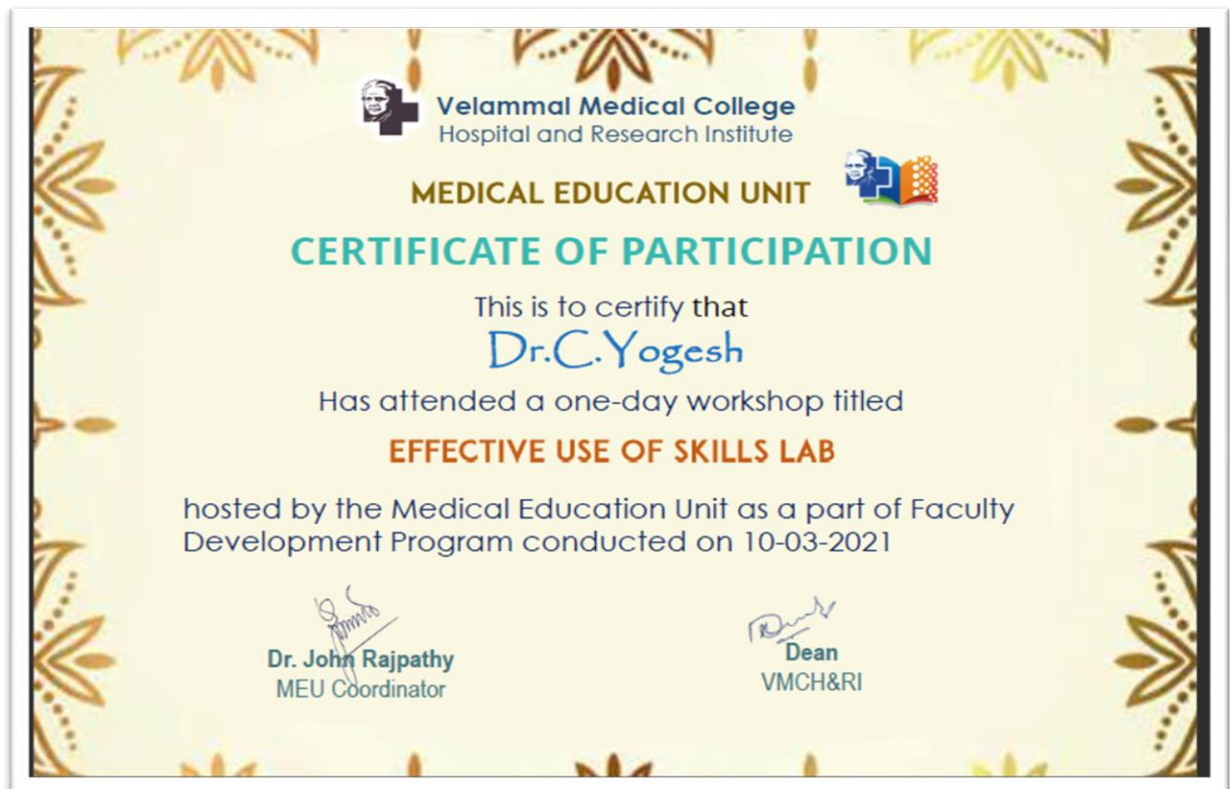 Velammal Medical College
Hospital and Research Institute
MEDICAL EDUCATION UNIT
CERTIFICATE OF PARTICIPATION
This is to certify that
Dr.C.Yogesh
Has attended a one-day workshop titled
EFFECTIVE USE OF SKILLS LAB
hosted by the Medical Education Unit as a part of Faculty
Development Program conducted on 10-03-2021
Dr. John Rajpathy
MEU Coordinator
Dean
VMCH&RI